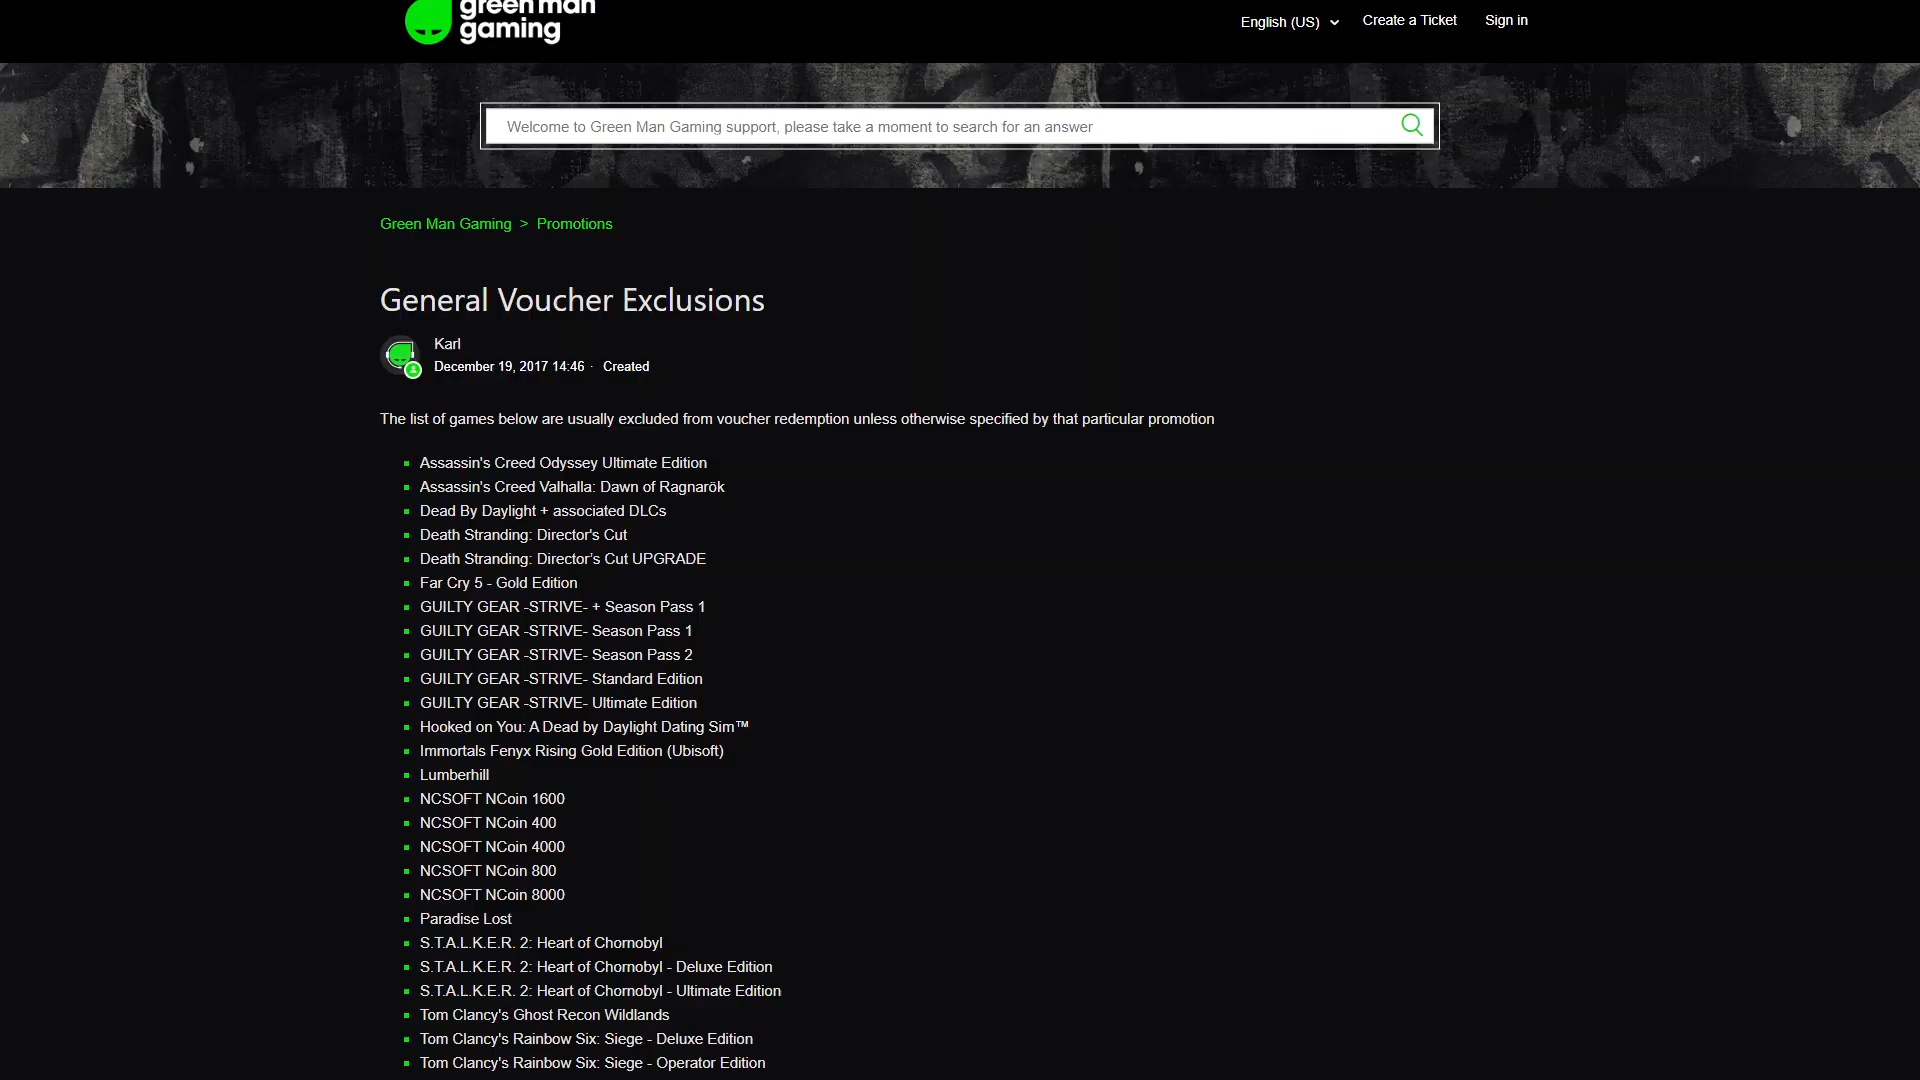 green man
gaming
English (US)
Create a Ticket
Sign in
Welcome to Green Man Gaming support, please take a moment to search for an answer
Green Man Gaming > Promotions
General Voucher Exclusions
Karl
December 19, 2017 14:46 · Created
The list of games below are usually excluded from voucher redemption unless otherwise specified by that particular promotion
Assassin's Creed Odyssey Ultimate Edition
Assassin's Creed Valhalla: Dawn of Ragnarök
Dead By Daylight + associated DLCs
Death Stranding: Director's Cut
Death Stranding: Director’s Cut UPGRADE
Far Cry 5 - Gold Edition
GUILTY GEAR -STRIVE- + Season Pass 1
GUILTY GEAR -STRIVE- Season Pass 1
GUILTY GEAR -STRIVE- Season Pass 2
GUILTY GEAR -STRIVE- Standard Edition
GUILTY GEAR -STRIVE- Ultimate Edition
Hooked on You: A Dead by Daylight Dating Sim™
Immortals Fenyx Rising Gold Edition (Ubisoft)
Lumberhill
NCSOFT NCoin 1600
NCSOFT NCoin 400
NCSOFT NCoin 4000
NCSOFT NCoin 800
NCSOFT NCoin 8000
Paradise Lost
S.T.A.L.K.E.R. 2: Heart of Chornobyl
S.T.A.L.K.E.R. 2: Heart of Chornobyl - Deluxe Edition
S.T.A.L.K.E.R. 2: Heart of Chornobyl - Ultimate Edition
Tom Clancy's Ghost Recon Wildlands
Tom Clancy's Rainbow Six: Siege - Deluxe Edition
Tom Clancy's Rainbow Six: Siege - Operator Edition